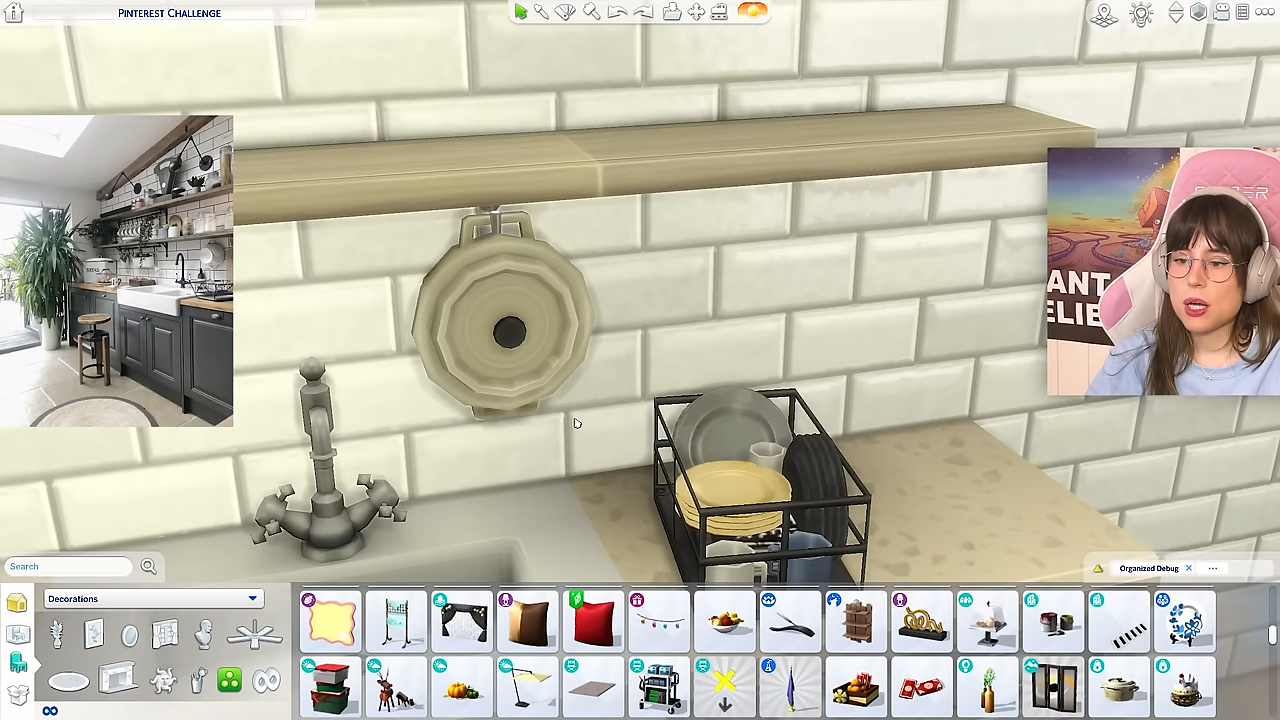 PINTEREST CHALLENGE
ANT
ELIE
Search
Organized Debug
Decorations